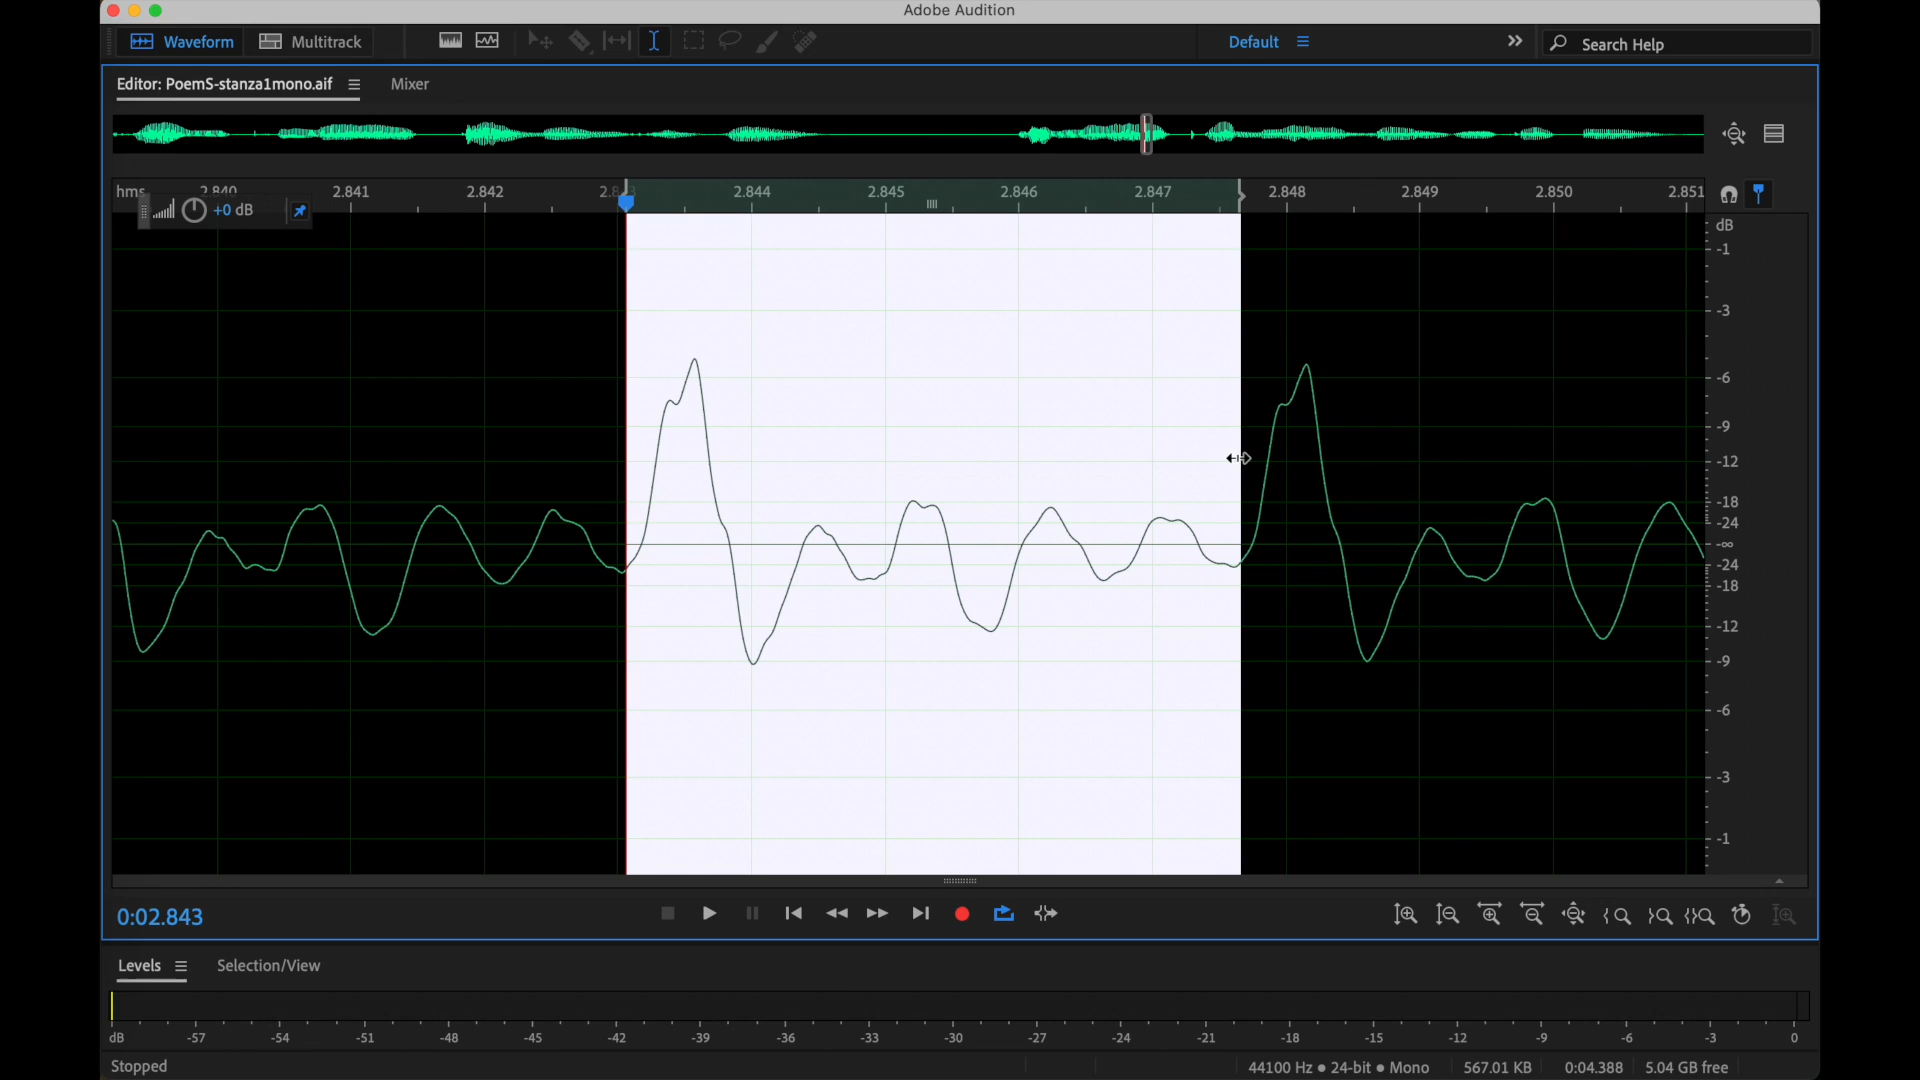 Adobe Audition
Waveform Multitrack Default Search Help
Editor: PoemS-stanza1mono.aif Mixer
hms 2.840 2.841 2.842 2.844 2.845 2.846 2.847 2.848 2.849 2.850 2.851
+0 dB
dB
-1
-3
-6
-9
-12
-18
-24
-∞
-24
-18
-12
-9
-6
-3
-1
0:02.843
Levels Selection/View
dB -57 -54 -51 -48 -45 -42 -39 -36 -33 -30 -27 -24 -21 -18 -15 -12 -9 -6 -3 0
Stopped 44100 Hz ● 24-bit ● Mono 567.01 KB 0:04.388 5.04 GB free